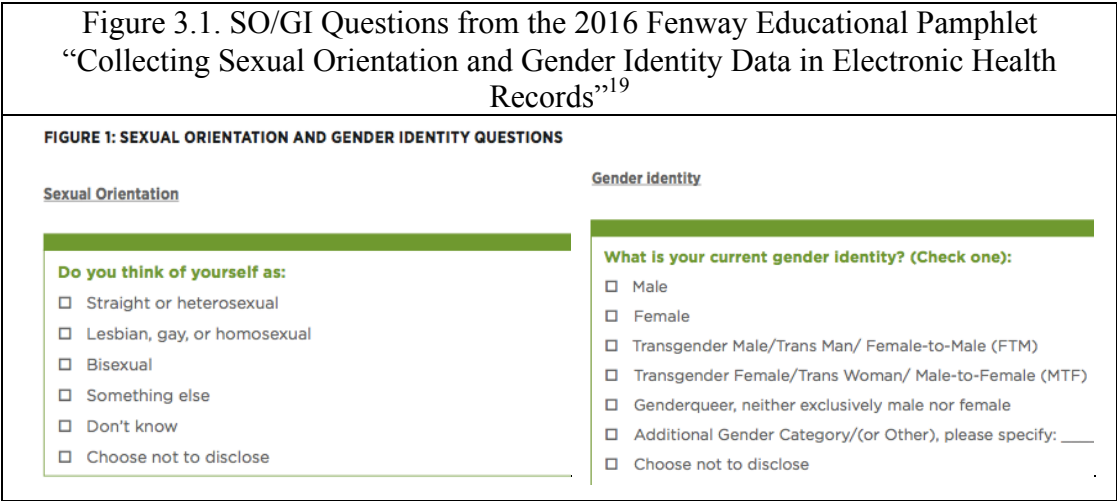 Figure 3.1. SO/GI Questions from the 2016 Fenway Educational Pamphlet
“Collecting Sexual Orientation and Gender Identity Data in Electronic Health
Records”19
FIGURE 1: SEXUAL ORIENTATION AND GENDER IDENTITY QUESTIONS
Sexual Orientation
Do you think of yourself as:
Straight or heterosexual
Lesbian, gay, or homosexual
Bisexual
Something else
Don't know
Choose not to disclose
Gender identity
What is your current gender identity? (Check one):
Male
Female
Transgender Male/Trans Man/ Female-to-Male (FTM)
Transgender Female/Trans Woman/ Male-to-Female (MTF)
Genderqueer, neither exclusively male nor female
Additional Gender Category/(or Other), please specify: ____
Choose not to disclose